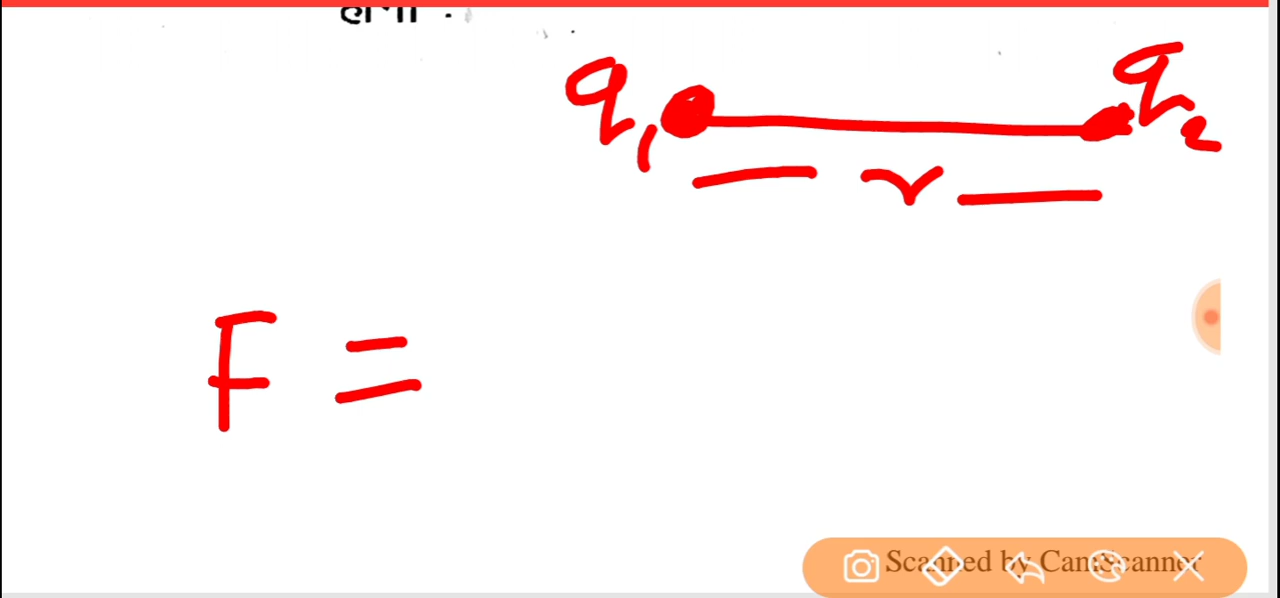 q₁ q₂
r
F =
Scanned by CamScanner